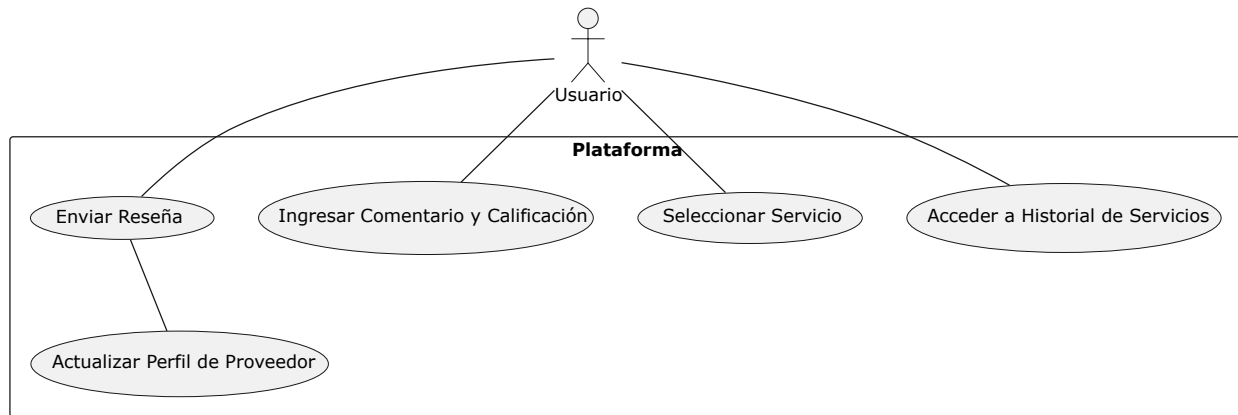 Usuario
Plataforma
Enviar Reseña
Ingresar Comentario y Calificación
Seleccionar Servicio
Acceder a Historial de Servicios
Actualizar Perfil de Proveedor